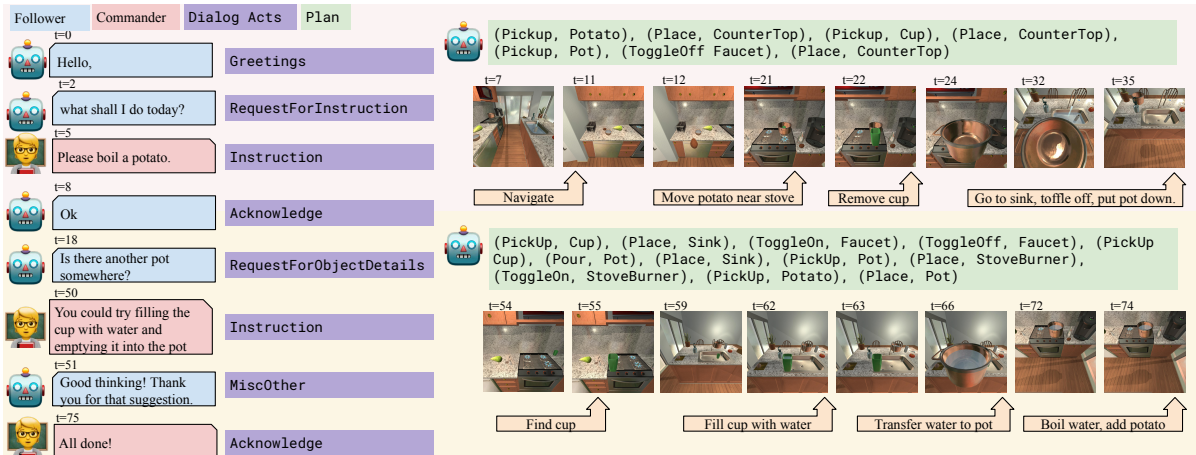 Follower
Commander
Dialog Acts
Plan
t=0
Hello,
Greetings
t=2
what shall I do today?
RequestForInstruction
t=5
Please boil a potato.
Instruction
t=8
Ok
Acknowledge
t=18
Is there another pot
somewhere?
RequestForObjectDetails
t=50
You could try filling the
cup with water and
emptying it into the pot
Instruction
t=51
Good thinking! Thank
you for that suggestion.
MiscOther
t=75
All done!
Acknowledge
(Pickup, Potato), (Place, CounterTop), (Pickup, Cup), (Place, CounterTop),
(Pickup, Pot), (ToggleOff Faucet), (Place, CounterTop)
t=7
t=11
t=12
t=21
t=22
t=24
t=32
t=35
Navigate
Move potato near stove
Remove cup
Go to sink, toffle off, put pot down.
(PickUp, Cup), (Place, Sink), (ToggleOn, Faucet), (ToggleOff, Faucet), (PickUp
Cup), (Pour, Pot), (Place, Sink), (PickUp, Pot), (Place, StoveBurner),
(ToggleOn, StoveBurner), (PickUp, Potato), (Place, Pot)
t=54
t=55
t=59
t=62
t=63
t=66
t=72
t=74
Find cup
Fill cup with water
Transfer water to pot
Boil water, add potato